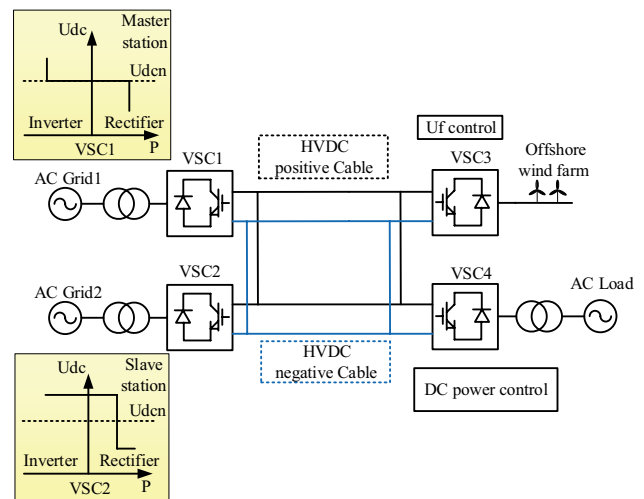 Udc
Master
station
Udcn
Inverter
Rectifier
VSC1
P
HVDC
positive Cable
Uf control
VSC1
VSC3
Offshore
wind farm
AC Grid1
AC Grid2
VSC2
VSC4
AC Load
HVDC
negative Cable
DC power control
Udc
Slave
station
Udcn
Inverter
Rectifier
VSC2
P